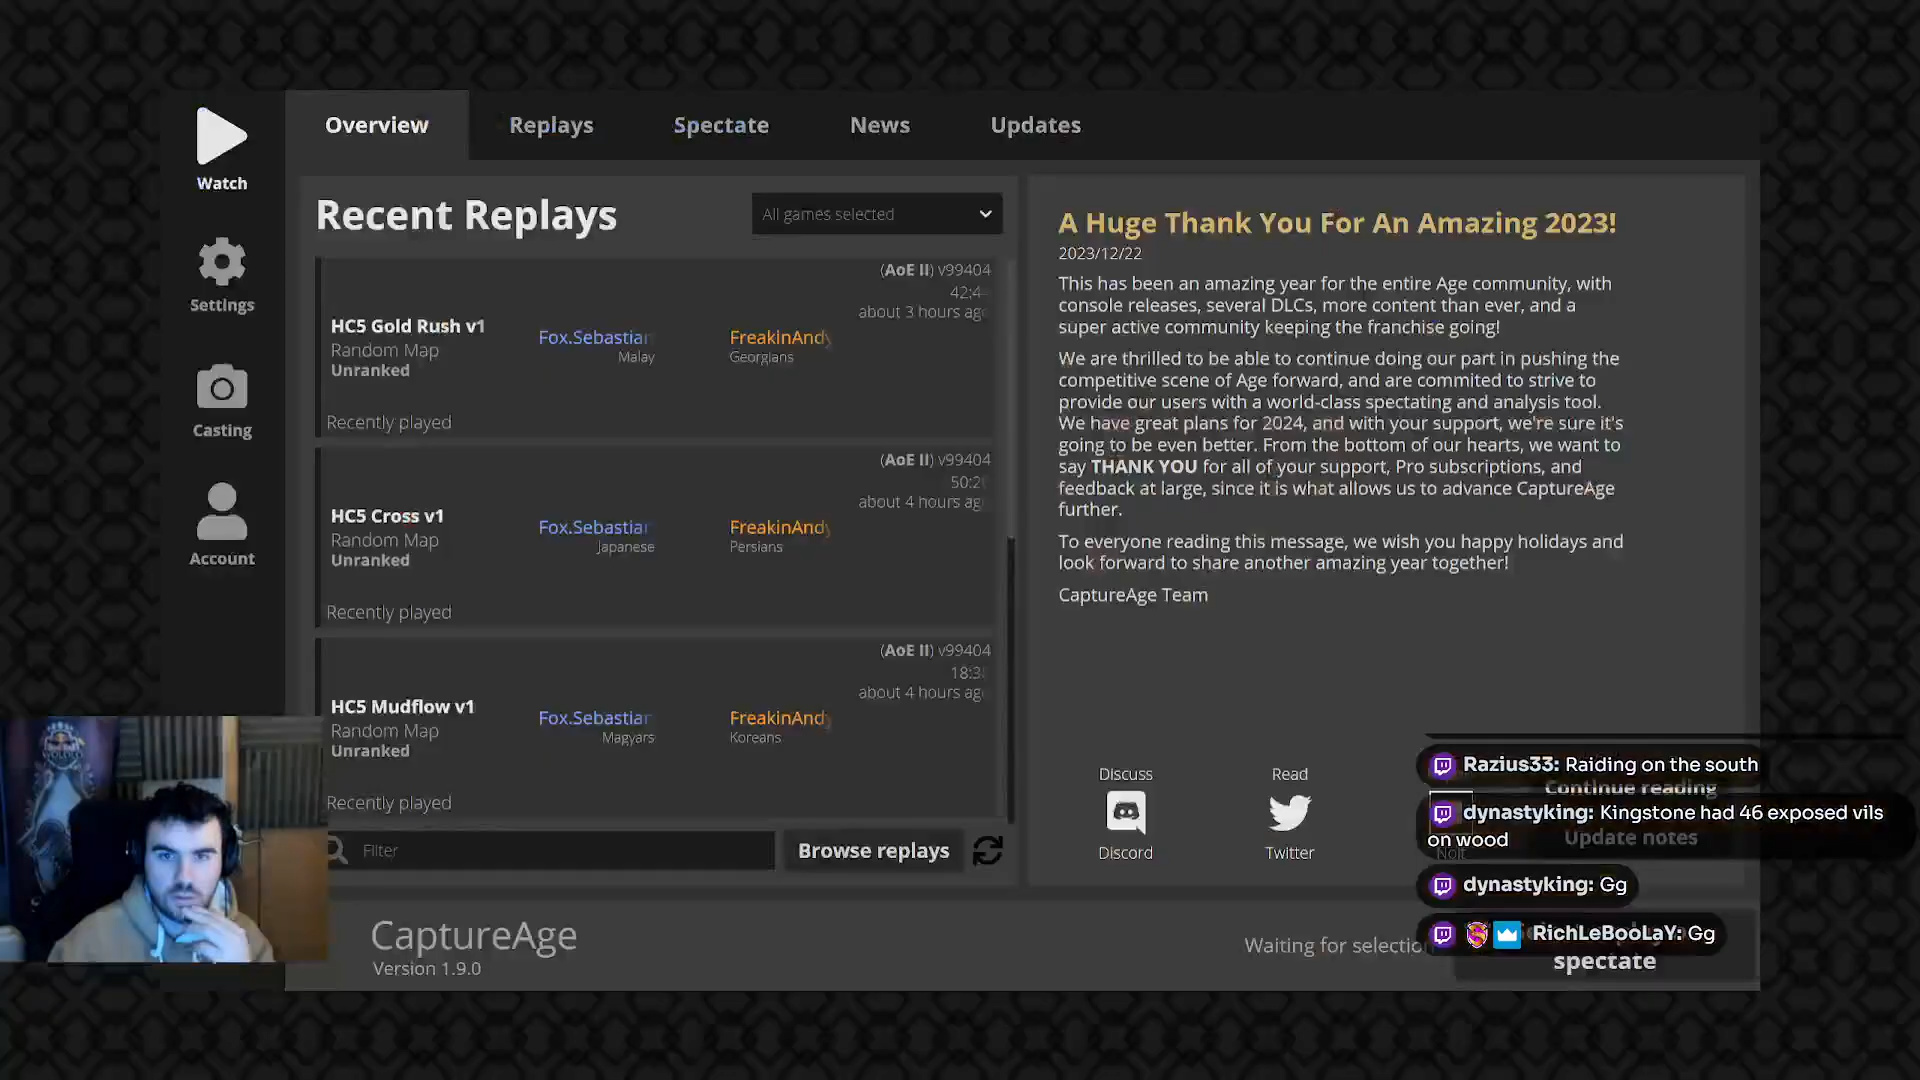 Watch
Settings
Casting
Account
Overview
Replays
Spectate
News
Updates
Recent Replays
All games selected
(AoE II) v99404
42:4
about 3 hours ag
HC5 Gold Rush v1
Random Map
Unranked
Fox.Sebastian
Malay
FreakinAndy
Georgians
Recently played
(AoE II) v99404
50:2
about 4 hours ag
HC5 Cross v1
Random Map
Unranked
Fox.Sebastian
Japanese
FreakinAndy
Persians
Recently played
(AoE II) v99404
18:3
about 4 hours ag
HC5 Mudflow v1
Random Map
Unranked
Fox.Sebastian
Magyars
FreakinAndy
Koreans
Recently played
Filter
Browse replays
A Huge Thank You For An Amazing 2023!
2023/12/22
This has been an amazing year for the entire Age community, with
console releases, several DLCs, more content than ever, and a
super active community keeping the franchise going!
We are thrilled to be able to continue doing our part in pushing the
competitive scene of Age forward, and are commited to strive to
provide our users with a world-class spectating and analysis tool.
We have great plans for 2024, and with your support, we're sure it's
going to be even better. From the bottom of our hearts, we want to
say THANK YOU for all of your support, Pro subscriptions, and
feedback at large, since it is what allows us to advance CaptureAge
further.
To everyone reading this message, we wish you happy holidays and
look forward to share another amazing year together!
CaptureAge Team
Discuss
Discord
Read
Twitter
Nolt
Continue reading
Update notes
Razius33: Raiding on the south
dynastyking: Kingstone had 46 exposed vils
on wood
dynastyking: Gg
RichLeBooLaY: Gg
CaptureAge
Version 1.9.0
Waiting for selection
spectate